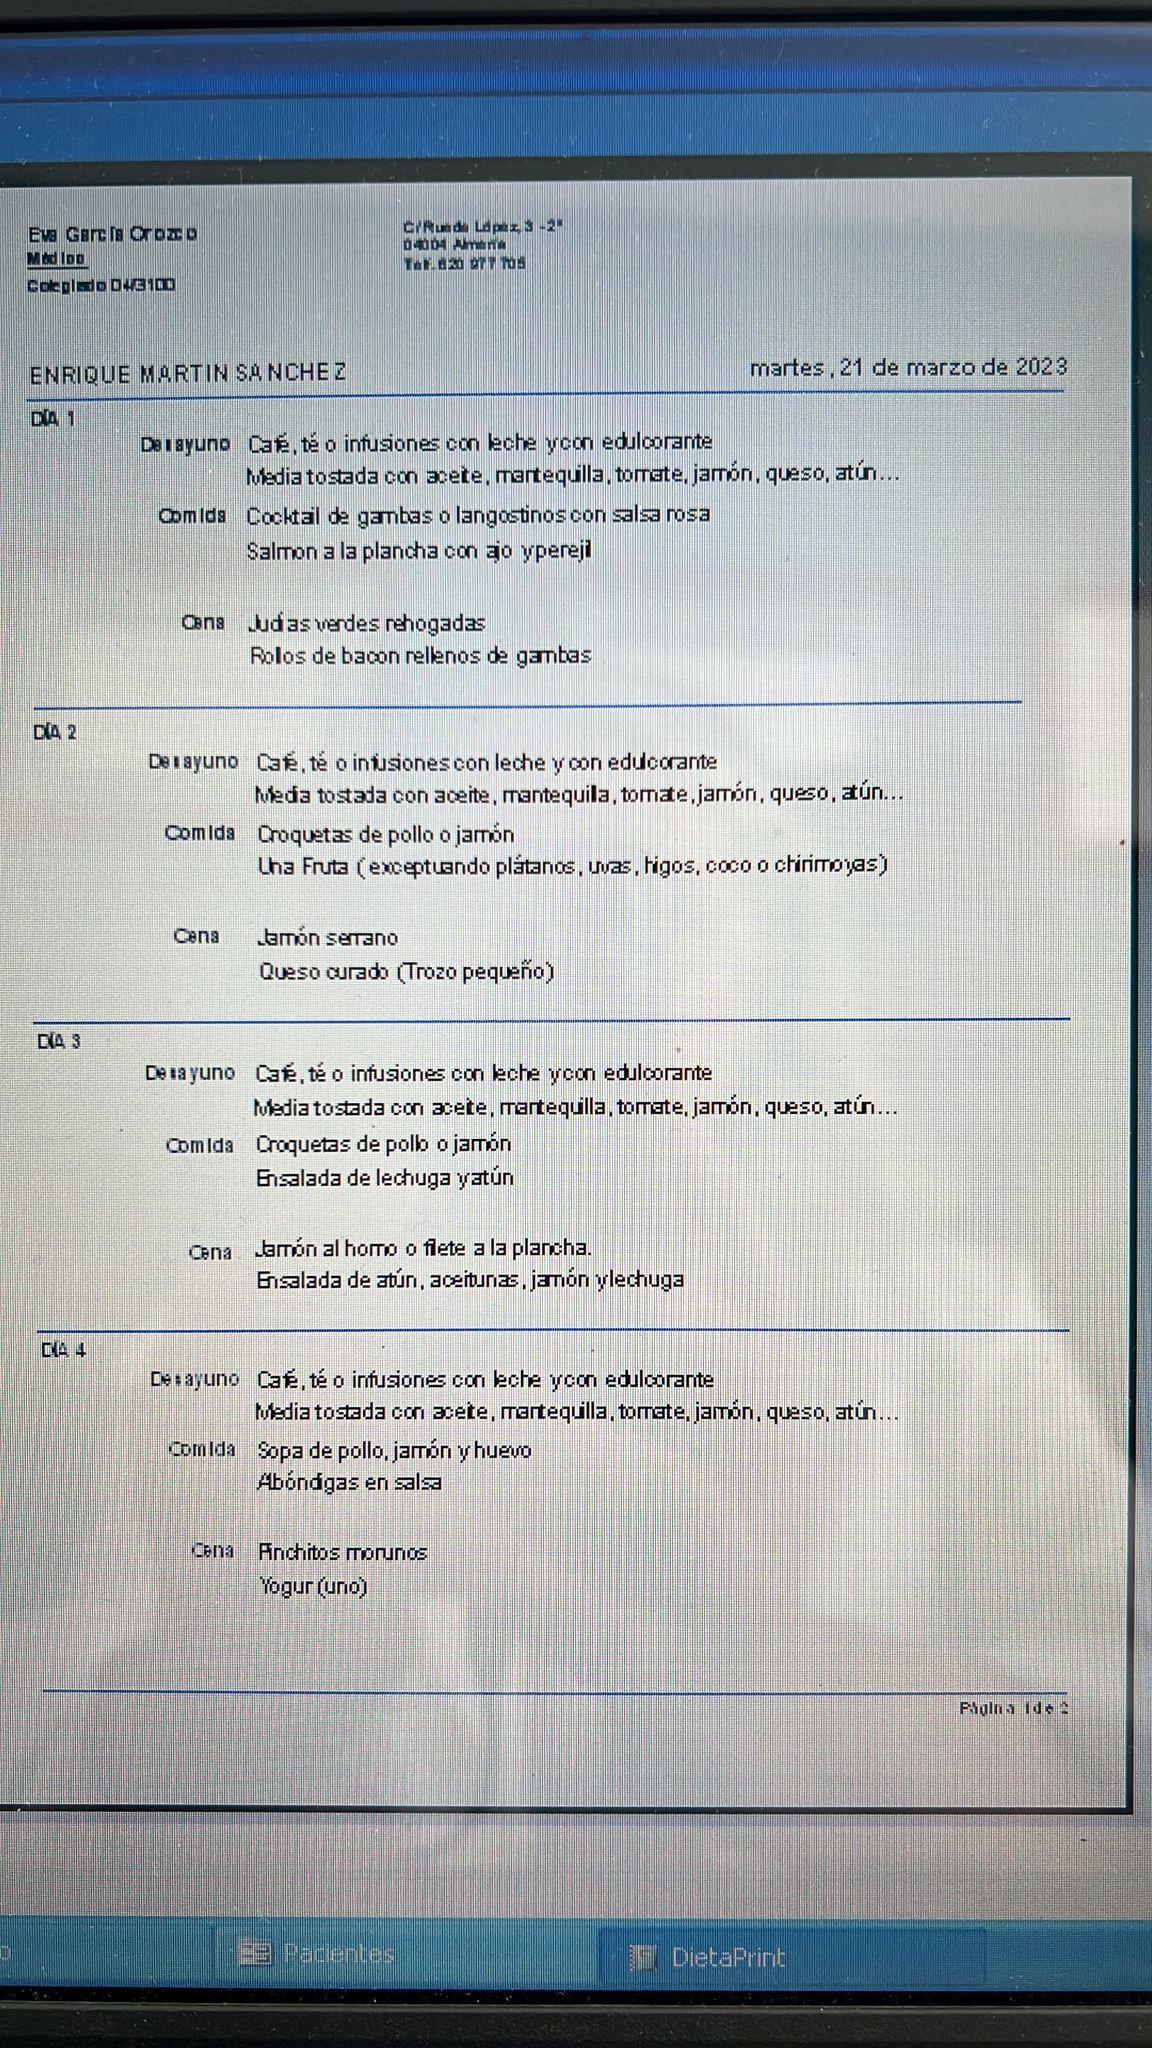 Eva García Orozco
Médico
Colegiado 04/3100
C/Rueda López, 3 -2º
04004 Almería
Telf. 620 977 705
ENRIQUE MARTIN SANCHEZ
martes, 21 de marzo de 2023
DÍA 1
Desayuno Café, té o infusiones con leche y con edulcorante
Media tostada con aceite, mantequilla, tomate, jamón, queso, atún...
Comida Cocktail de gambas o langostinos con salsa rosa
Salmon a la plancha con ajo y perejil
Cena Judías verdes rehogadas
Rollos de bacon rellenos de gambas
DÍA 2
Desayuno Café, té o infusiones con leche y con edulcorante
Media tostada con aceite, mantequilla, tomate, jamón, queso, atún...
Comida Croquetas de pollo o jamón
Una Fruta (exceptuando plátanos, uvas, higos, coco o chirimoyas)
Cena Jamón serrano
Queso curado (Trozo pequeño)
DÍA 3
Desayuno Café, té o infusiones con leche y con edulcorante
Media tostada con aceite, mantequilla, tomate, jamón, queso, atún...
Comida Croquetas de pollo o jamón
Ensalada de lechuga y atún
Cena Jamón al horno o filete a la plancha.
Ensalada de atún, aceitunas, jamón y lechuga
DÍA 4
Desayuno Café, té o infusiones con leche y con edulcorante
Media tostada con aceite, mantequilla, tomate, jamón, queso, atún...
Comida Sopa de pollo, jamón y huevo
Albóndigas en salsa
Cena Pinchitos morunos
Yogur (uno)
Página 1 de 2
Pacientes
DietaPrint